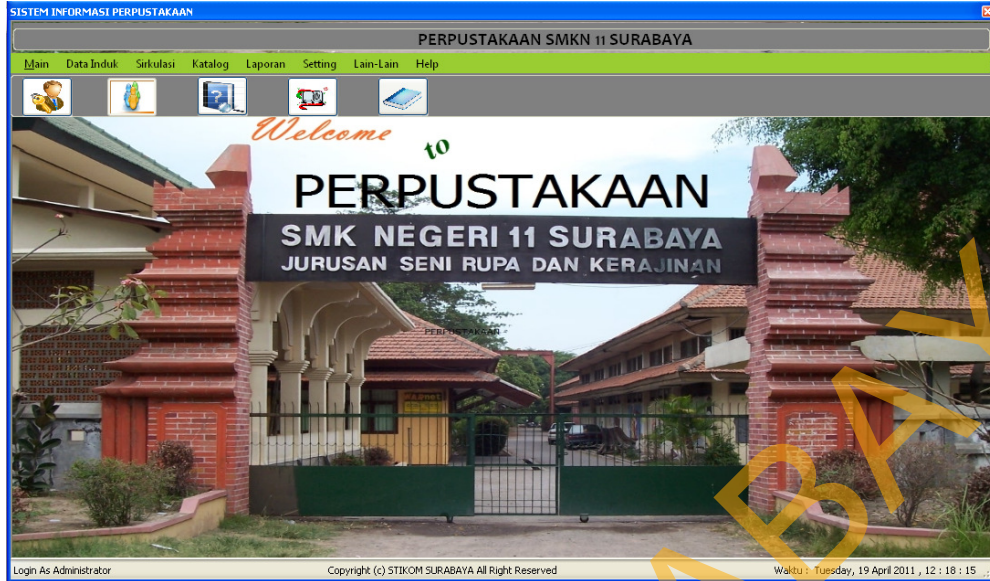 SISTEM INFORMASI PERPUSTAKAAN
PERPUSTAKAAN SMKN 11 SURABAYA
Main Data Induk Sirkulasi Katalog Laporan Setting Lain-Lain Help
Welcome
to
PERPUSTAKAAN
SMK NEGERI 11 SURABAYA
JURUSAN SENI RUPA DAN KERAJINAN
PERPUSTAKAAN
Login As Administrator Copyright (c) STIKOM SURABAYA All Right Reserved Waktu : Tuesday, 19 April 2011 , 12 : 18 : 15